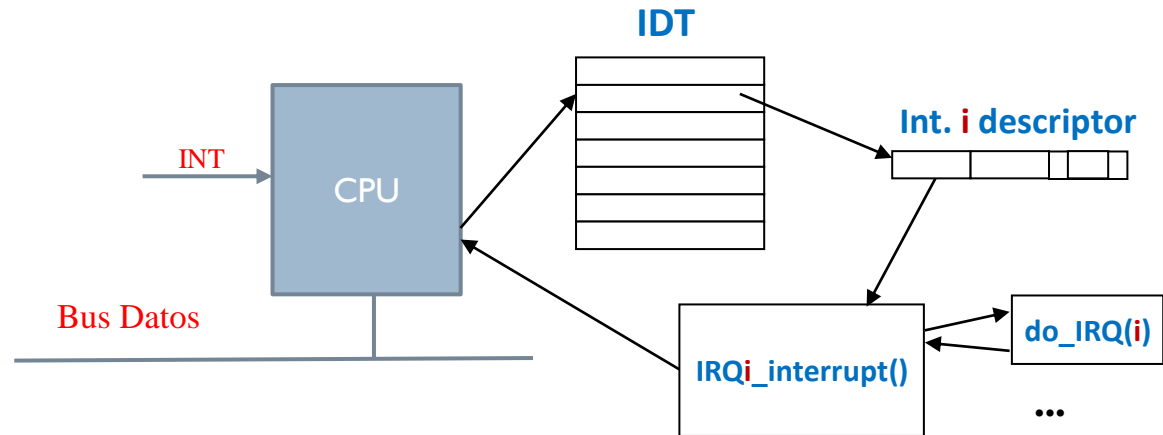 IDT
Int. i descriptor
INT
CPU
Bus Datos
do_IRQ(i)
IRQi_interrupt()
...